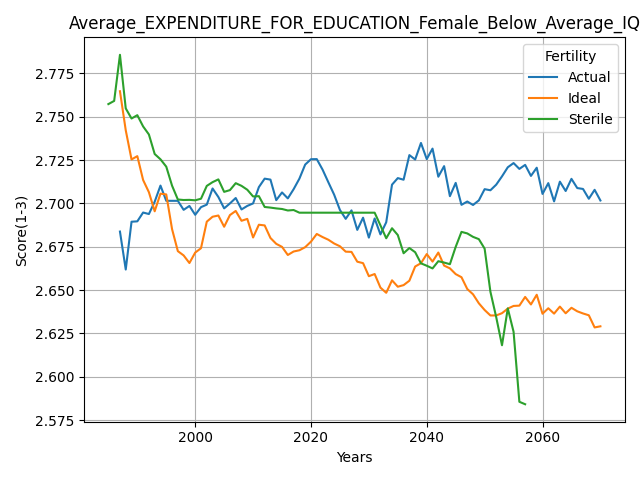 Average_EXPENDITURE_FOR_EDUCATION_Female_Below_Average_IQ
Fertility
Actual
Ideal
Sterile
Score(1-3)
2.775
2.750
2.725
2.700
2.675
2.650
2.625
2.600
2.575
2000
2020
2040
2060
Years